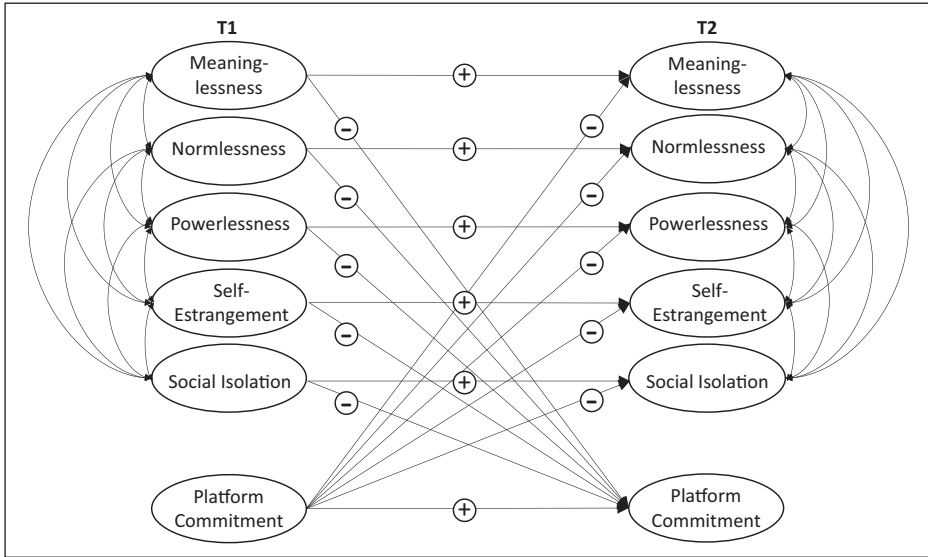 T1
T2
Meaning-
lessness
+
Meaning-
lessness
−
−
Normlessness
+
Normlessness
−
−
Powerlessness
+
Powerlessness
−
−
Self-
Estrangement
+
Self-
Estrangement
−
−
Social Isolation
+
Social Isolation
−
−
Platform
Commitment
+
Platform
Commitment